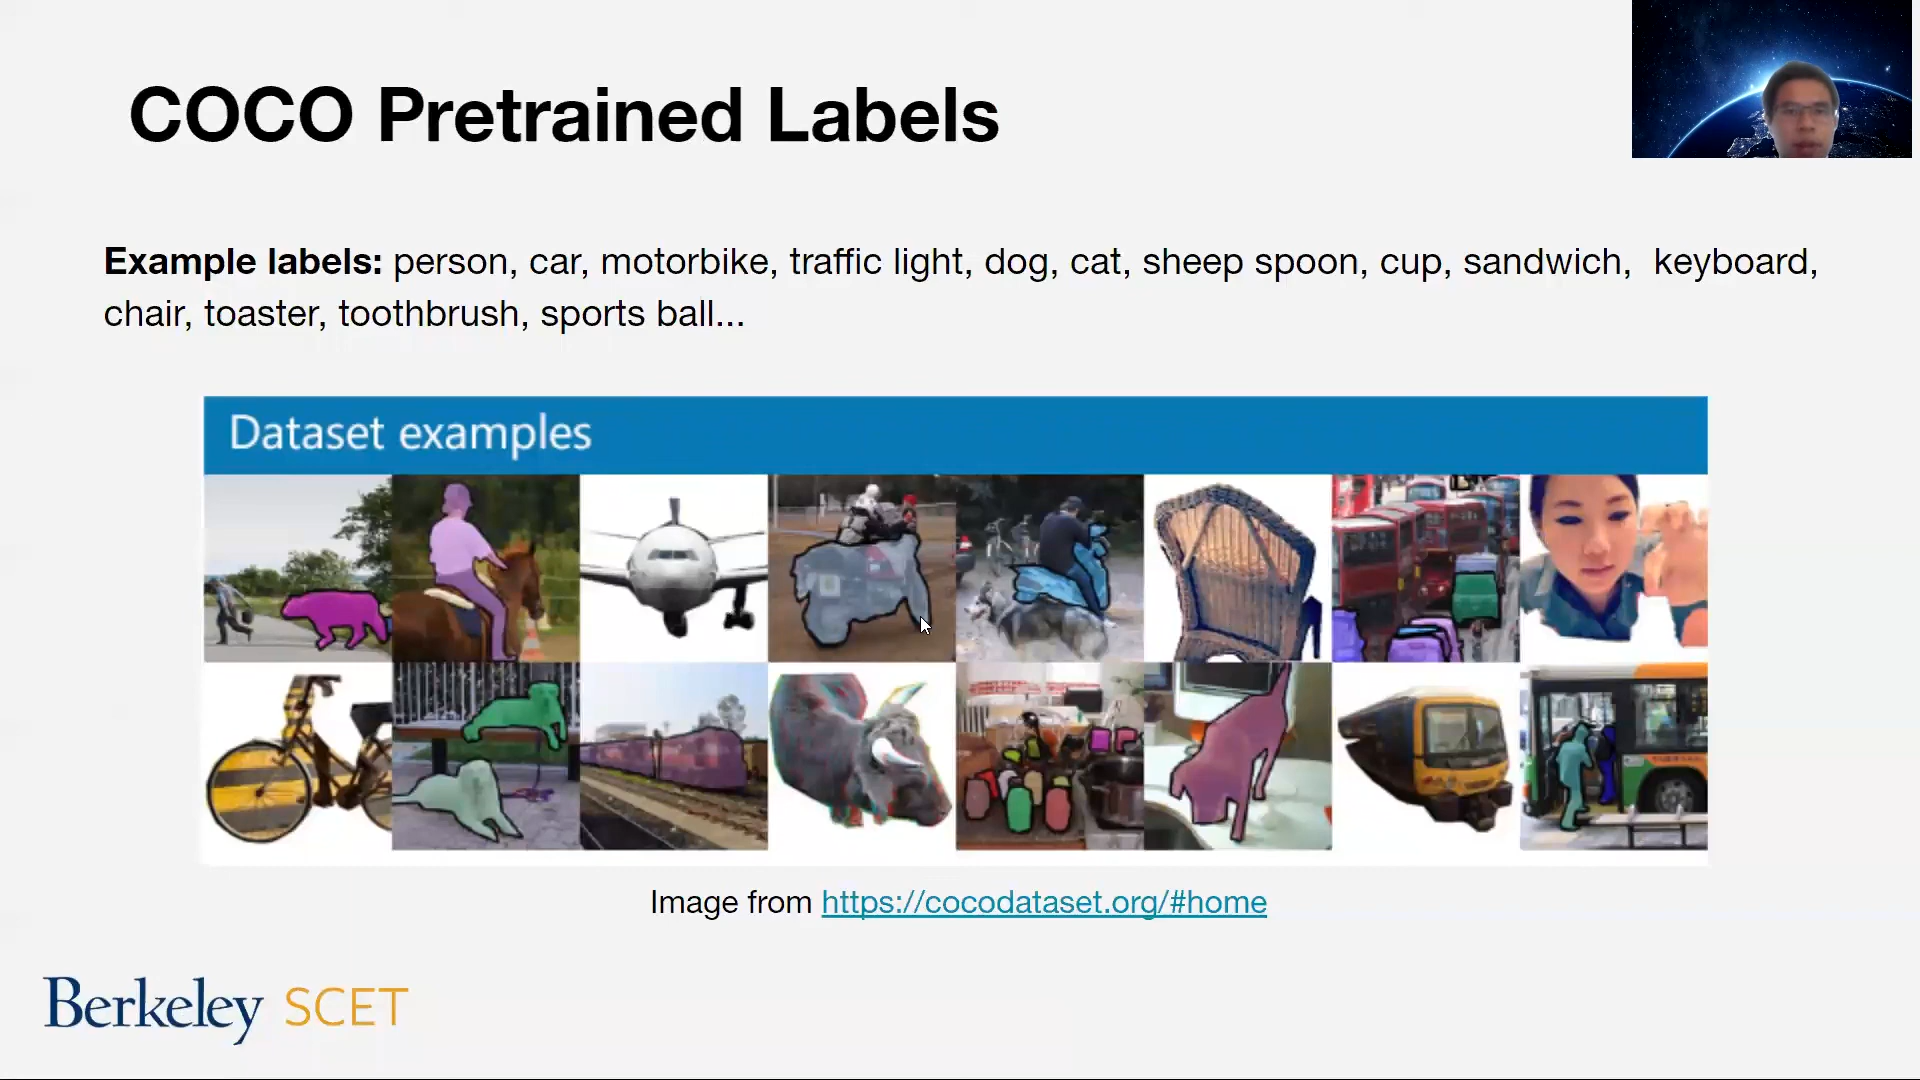 COCO Pretrained Labels
Example labels: person, car, motorbike, traffic light, dog, cat, sheep spoon, cup, sandwich,  keyboard,
chair, toaster, toothbrush, sports ball...
Dataset examples
Image from https://cocodataset.org/#home
Berkeley SCET